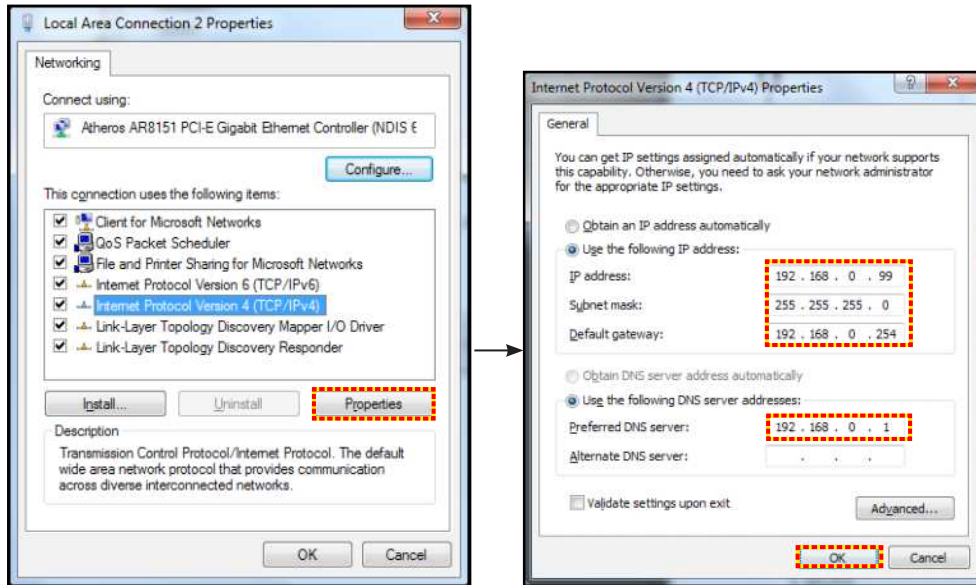 Local Area Connection 2 Properties
Networking
Connect using:
Atheros AR8151 PCI-E Gigabit Ethernet Controller (NDIS 6
Configure...
This connection uses the following items:
Client for Microsoft Networks
QoS Packet Scheduler
File and Printer Sharing for Microsoft Networks
Internet Protocol Version 6 (TCP/IPv6)
Internet Protocol Version 4 (TCP/IPv4)
Link-Layer Topology Discovery Mapper I/O Driver
Link-Layer Topology Discovery Responder
Install...
Uninstall
Properties
Description
Transmission Control Protocol/Internet Protocol. The default
wide area network protocol that provides communication
across diverse interconnected networks.
OK
Cancel
Internet Protocol Version 4 (TCP/IPv4) Properties
General
You can get IP settings assigned automatically if your network supports
this capability. Otherwise, you need to ask your network administrator
for the appropriate IP settings.
Obtain an IP address automatically
Use the following IP address:
IP address: 192 . 168 . 0 . 99
Subnet mask: 255 . 255 . 255 . 0
Default gateway: 192 . 168 . 0 . 254
Obtain DNS server address automatically
Use the following DNS server addresses:
Preferred DNS server: 192 . 168 . 0 . 1
Alternate DNS server: . . .
Validate settings upon exit
Advanced...
OK
Cancel